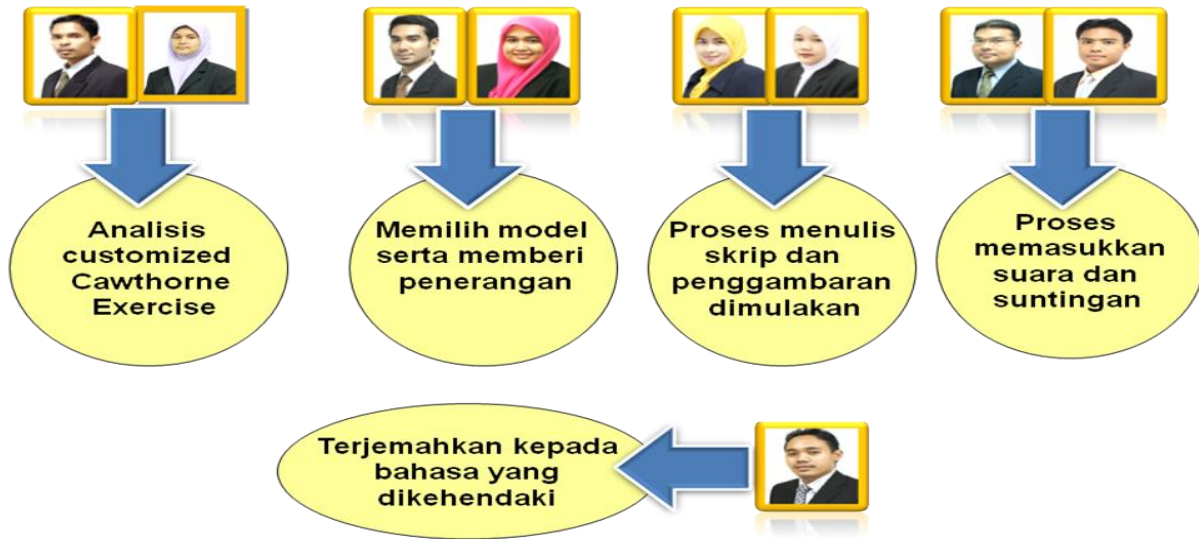 Analisis
customized
Cawthorne
Exercise
Memilih model
serta memberi
penerangan
Proses menulis
skrip dan
penggambaran
dimulakan
Proses
memasukkan
suara dan
suntingan
Terjemahkan kepada
bahasa yang
dikehendaki